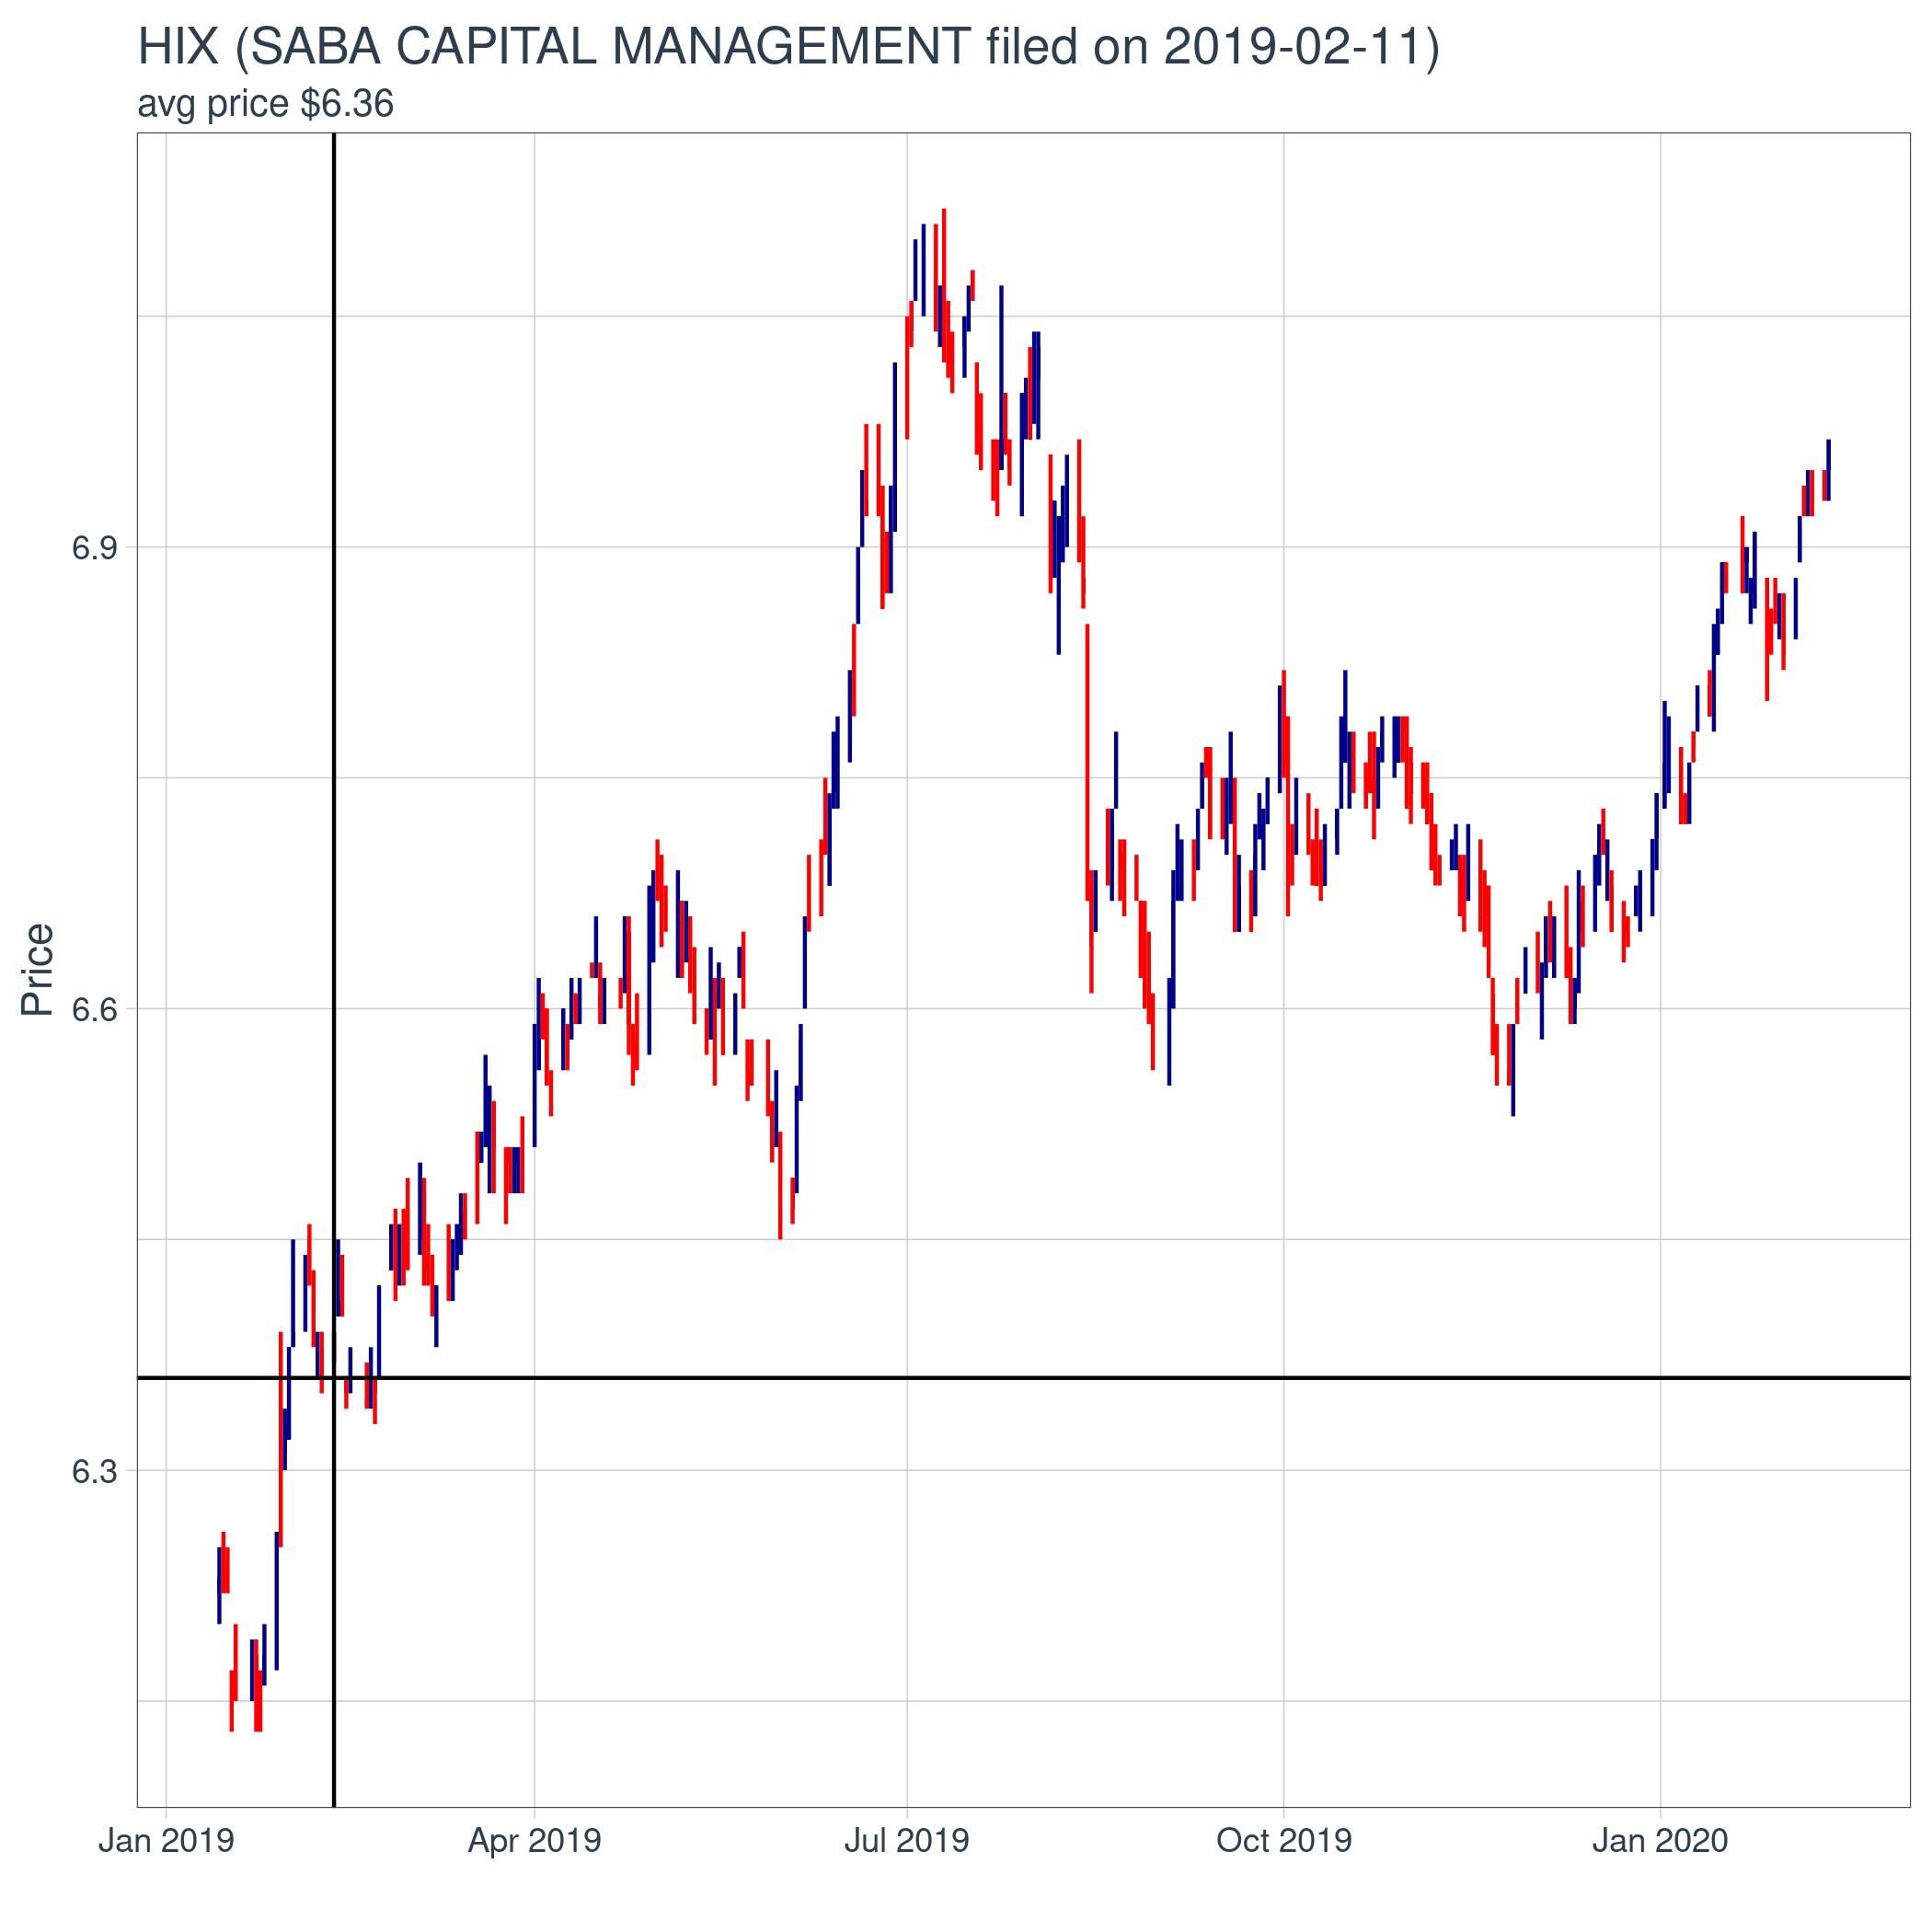 HIX (SABA CAPITAL MANAGEMENT filed on 2019-02-11)
avg price $6.36
6.9
6.6
6.3
Price
Jan 2019 Apr 2019 Jul 2019 Oct 2019 Jan 2020